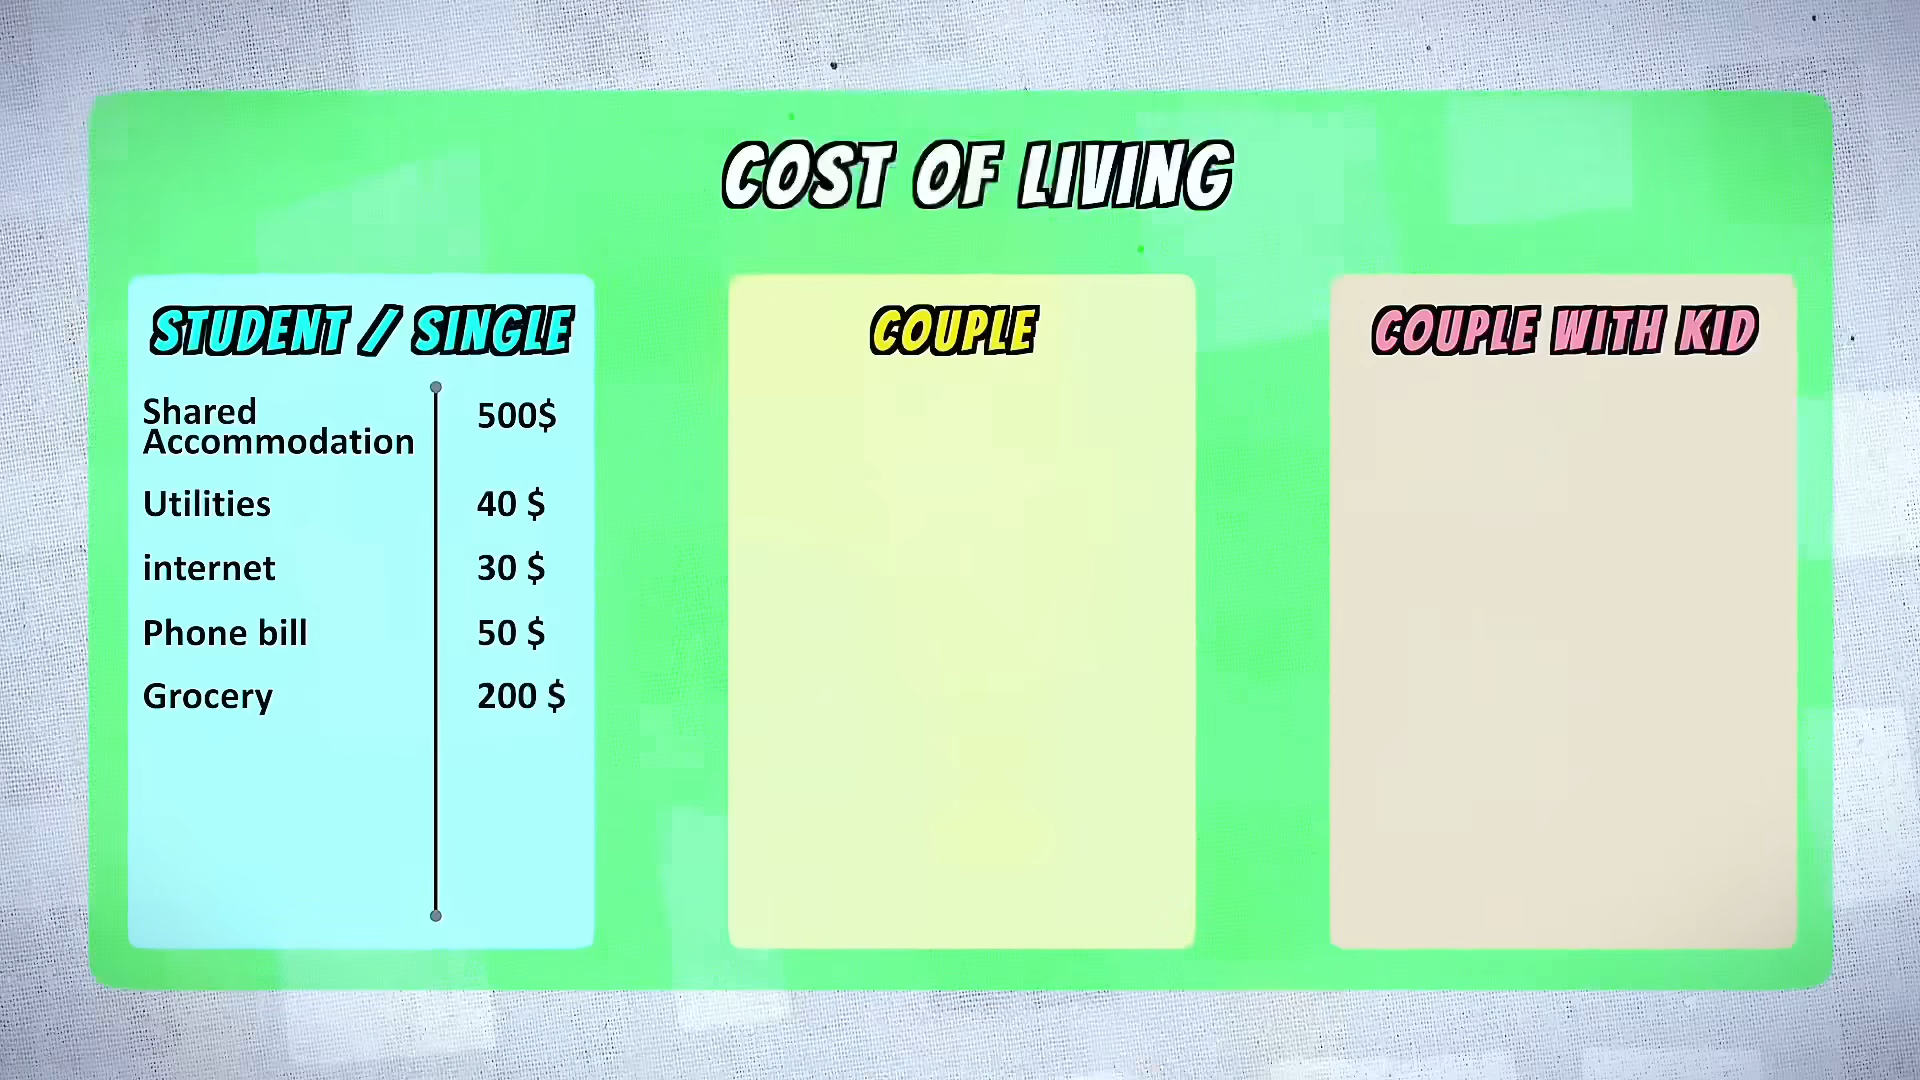 COST OF LIVING
STUDENT / SINGLE
Shared
Accommodation
500$
Utilities 40 $
internet 30 $
Phone bill 50 $
Grocery 200 $
COUPLE
COUPLE WITH KID